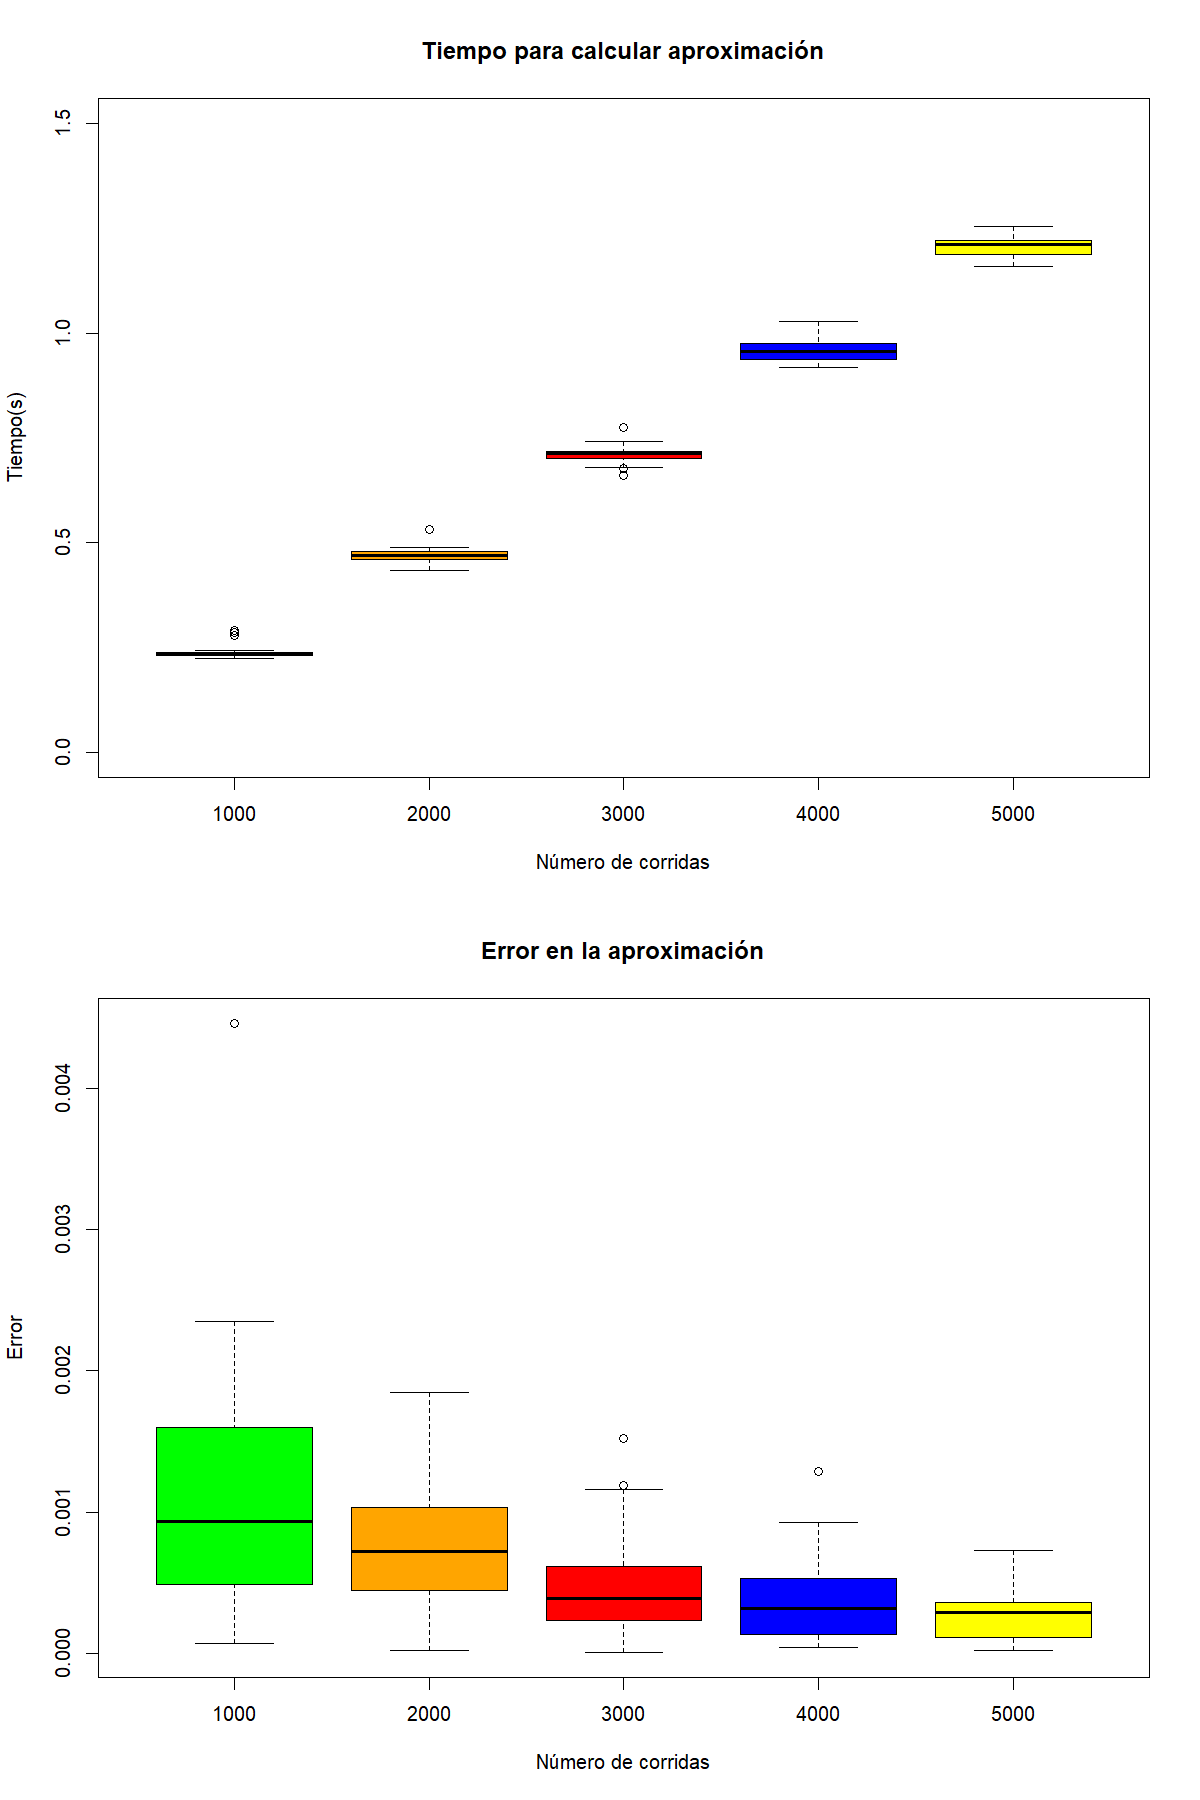 Tiempo para calcular aproximación
1.5
1.0
0.5
0.0
Tiempo(s)
1000 2000 3000 4000 5000
Número de corridas
Error en la aproximación
0.004
0.003
0.002
0.001
0.000
Error
1000 2000 3000 4000 5000
Número de corridas